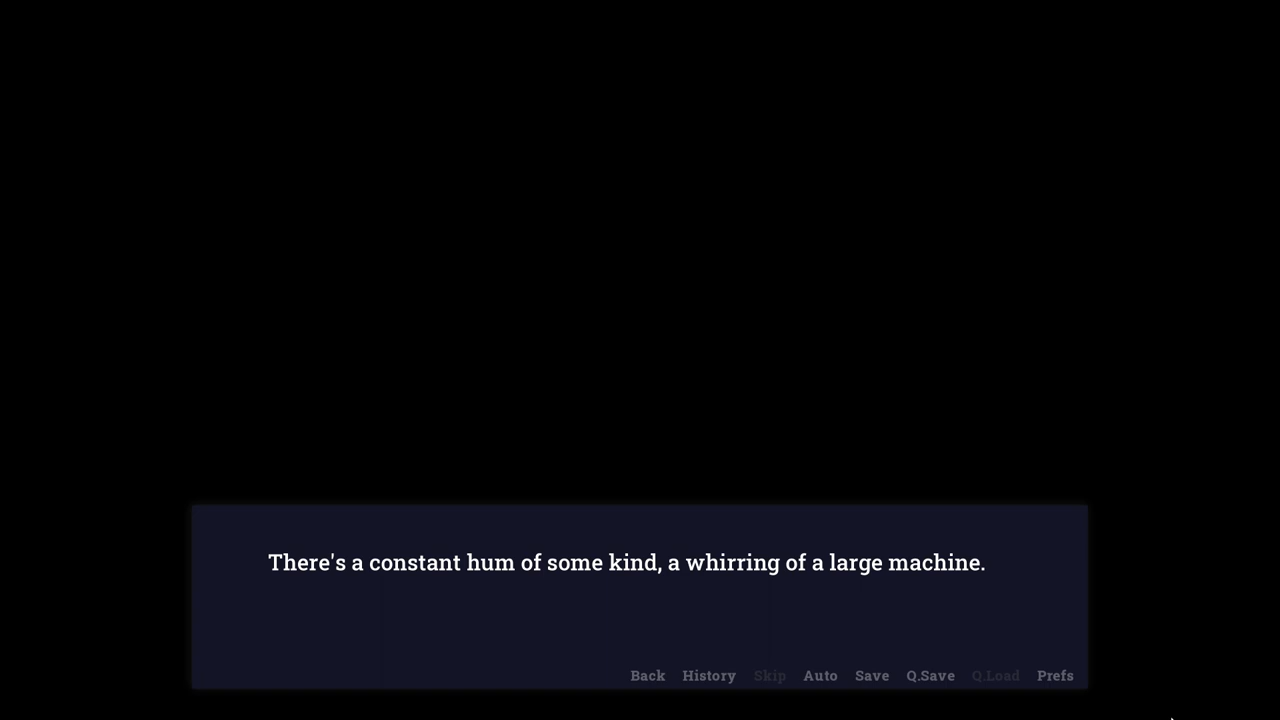 There's a constant hum of some kind, a whirring of a large machine.
Back History Skip Auto Save Q.Save Q.Load Prefs